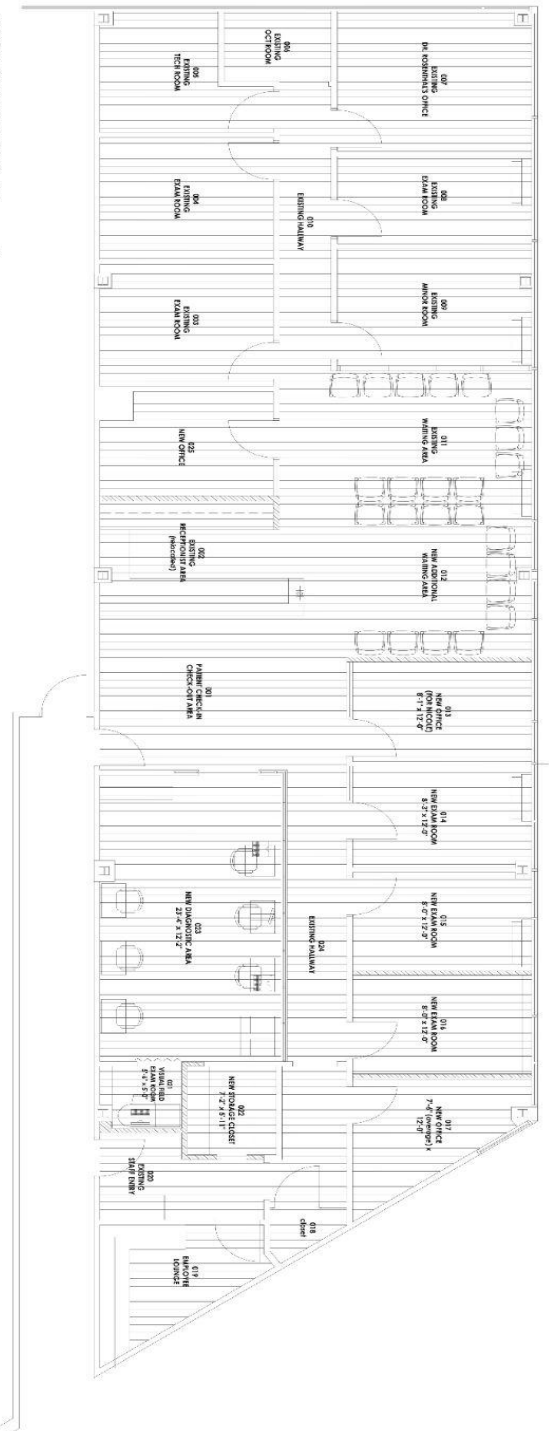 007
EXISTING
DR. ROSENTHAL'S OFFICE
006
EXISTING
OCT ROOM
005
EXISTING
TECH ROOM
008
EXISTING
EXAM ROOM
010
EXISTING HALLWAY
004
EXISTING
EXAM ROOM
009
EXISTING
MINOR ROOM
003
EXISTING
EXAM ROOM
011
EXISTING
WAITING AREA
025
NEW OFFICE
012
NEW ADDITIONAL
WAITING AREA
002
EXISTING
RECEPTIONIST AREA
(relocated)
013
NEW OFFICE
(FOR NICOLE)
8'-1" x 12'-0"
001
PATIENT CHECK-IN
CHECK-OUT AREA
014
NEW EXAM ROOM
8'-3" x 12'-0"
015
NEW EXAM ROOM
8'-0" x 12'-0"
024
EXISTING HALLWAY
023
NEW DIAGNOSTIC AREA
23'-4" x 12'-2"
016
NEW EXAM ROOM
8'-0" x 12'-0"
017
NEW OFFICE
7'-6" (average) x
12'-0"
002
NEW STORAGE CLOSET
7'-2" x 5'-11"
021
VISUAL FIELD
EXAM ROOM
018
closet
020
EXISTING
STAFF ENTRY
019
EMPLOYEE
LOUNGE